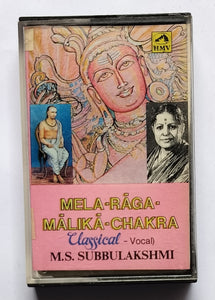 HMV
MELA-RĀGA-
MĀLIKĀ-CHAKRA
Classical - Vocal)
M.S. SUBBULAKSHMI